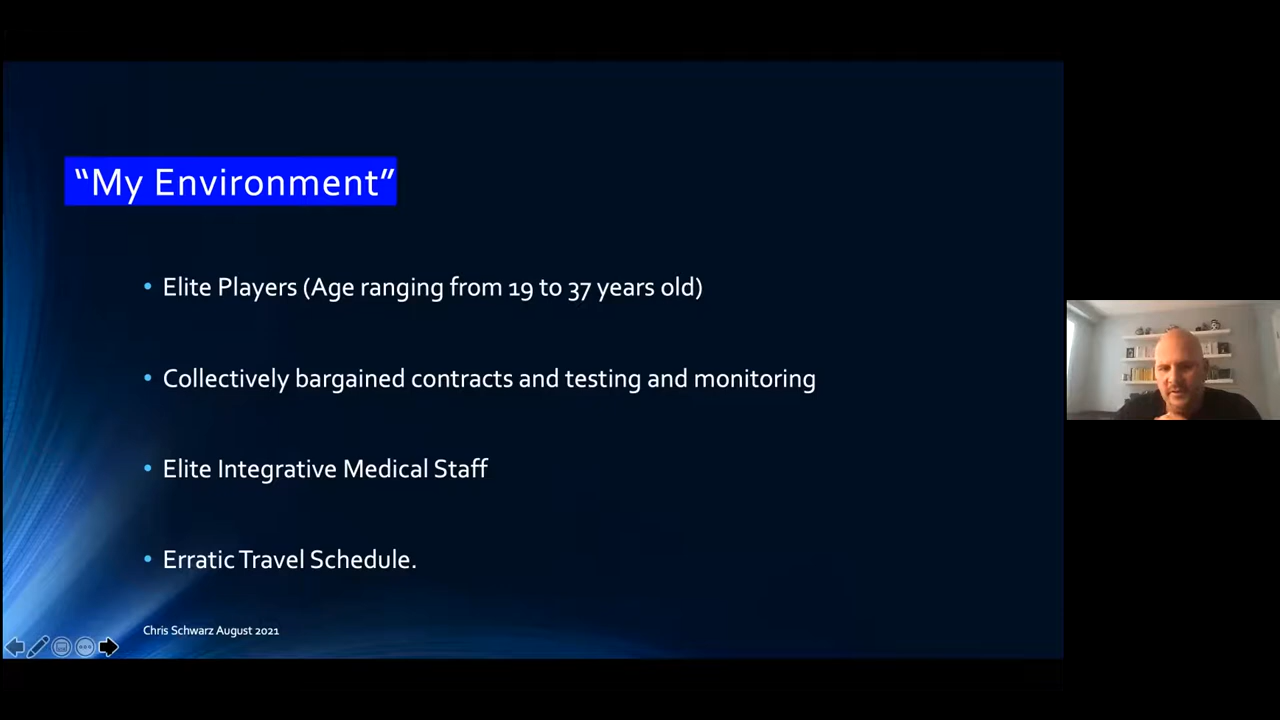 “My Environment”
• Elite Players (Age ranging from 19 to 37 years old)
• Collectively bargained contracts and testing and monitoring
• Elite Integrative Medical Staff
• Erratic Travel Schedule.
Chris Schwarz August 2021